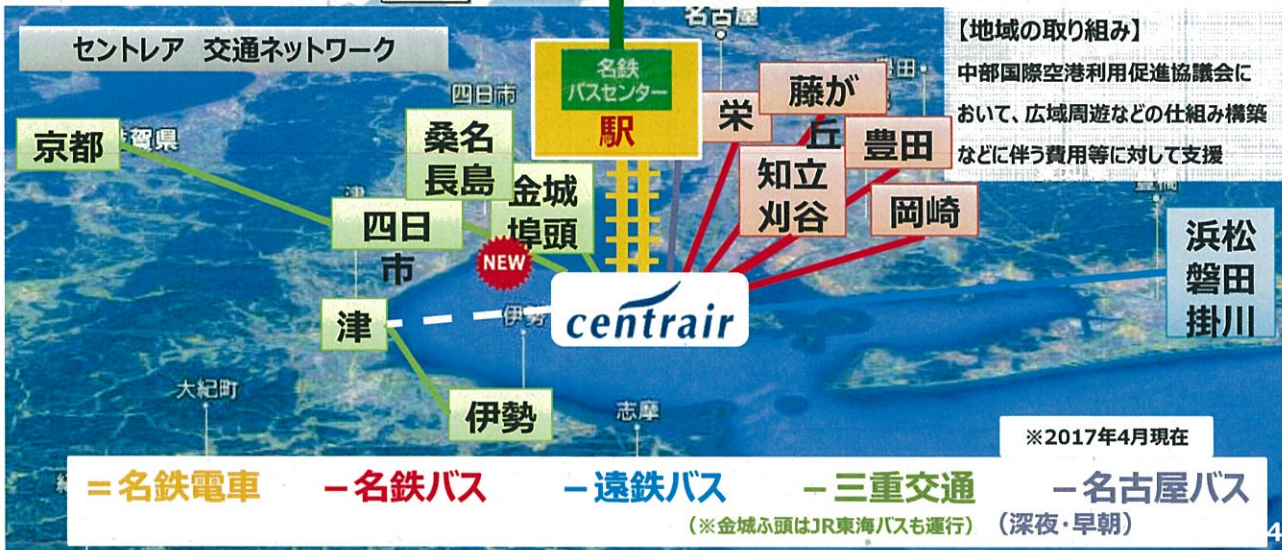 名古屋
セントレア 交通ネットワーク
【地域の取り組み】
中部国際空港利用促進協議会に
おいて、広域周遊などの仕組み構築
などに伴う費用等に対して支援
名鉄
バスセンター
駅
四日市
豊田
京都
滋賀県
桑名
長島
金城
埠頭
栄
藤が
丘
知立
刈谷
豊田
岡崎
豊橋
津
四日
市
NEW
浜松
磐田
掛川
津
伊勢
centrair
大紀町
伊勢
志摩
※2017年4月現在
=名鉄電車 －名鉄バス －遠鉄バス －三重交通 －名古屋バス
(※金城ふ頭はJR東海バスも運行) (深夜・早朝)
4